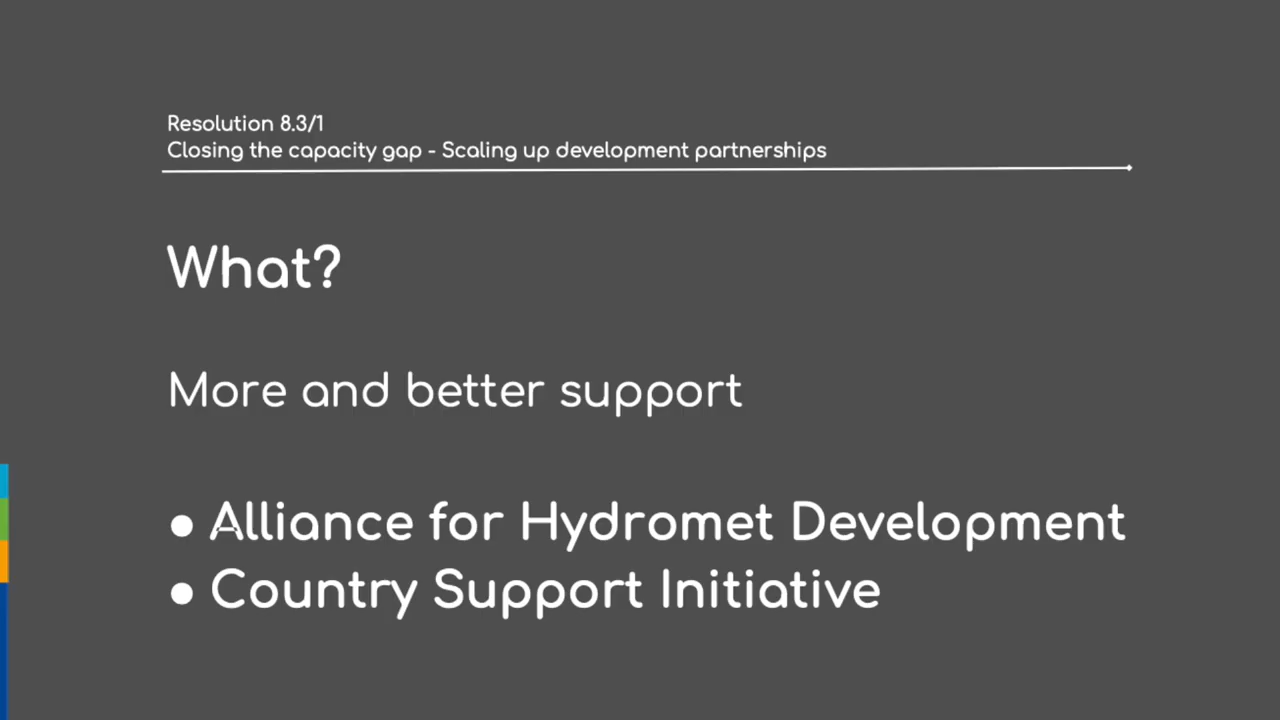 Resolution 8.3/1
Closing the capacity gap - Scaling up development partnerships
What?
More and better support
● Alliance for Hydromet Development
● Country Support Initiative